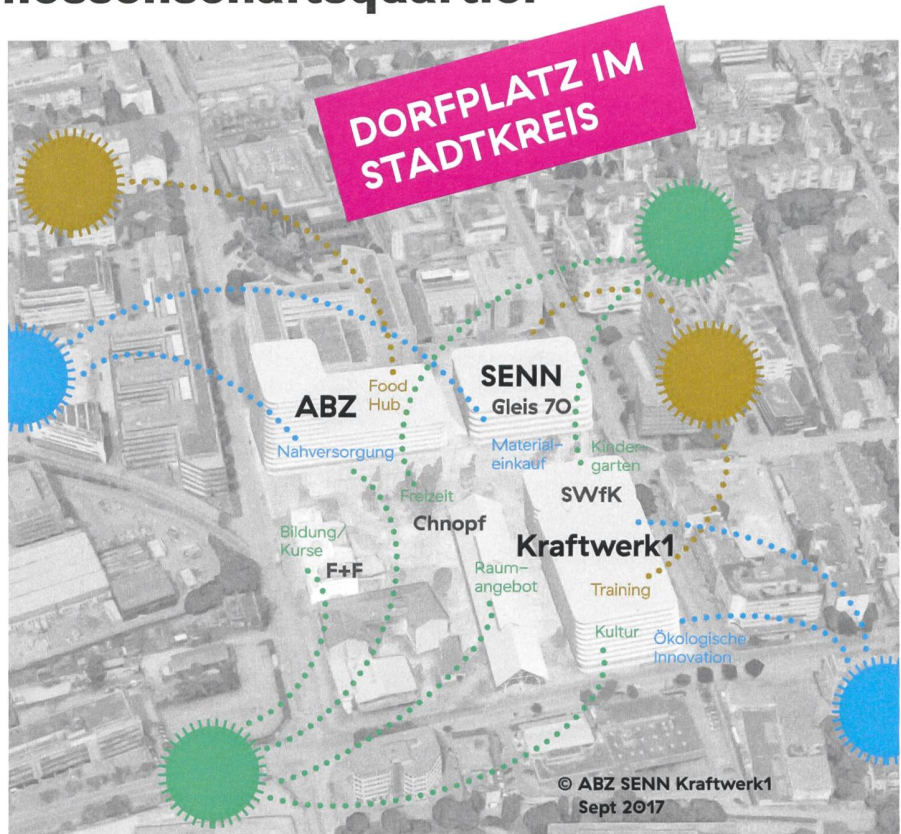 DORFPLATZ IM
STADTKREIS
SENN
Gleis 70
ABZ
Food
Hub
Nahversorgung
Material-
einkauf
Kinder-
garten
SWfK
Freizeit
Chnopf
Bildung/
Kurse
F+F
Kraftwerk1
Raum-
angebot
Training
Kultur
Ökologische
Innovation
© ABZ SENN Kraftwerk1
Sept 2017